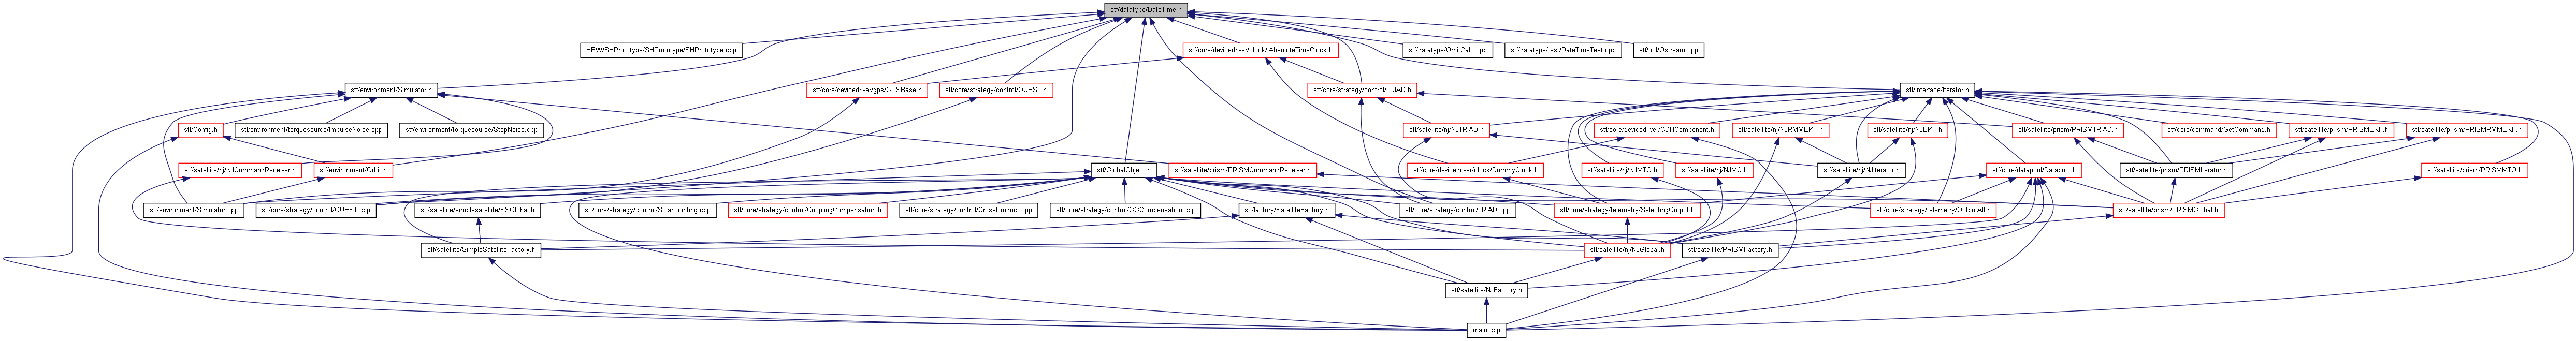 stf/datatype/DateTime.h
HEW/SHPrototype/SHPrototype/SHPrototype.cpp
stf/core/devicedriver/clock/IAbsoluteTimeClock.h
stf/datatype/OrbitCalc.cpp
stf/datatype/test/DateTimeTest.cpp
stf/util/Ostream.cpp
stf/environment/Simulator.h
stf/core/devicedriver/gps/GPSBase.h
stf/core/strategy/control/QUEST.h
stf/core/strategy/control/TRIAD.h
stf/interface/Iterator.h
stf/Config.h
stf/environment/torquesource/ImpulseNoise.cpp
stf/environment/torquesource/StepNoise.cpp
stf/satellite/nj/NJTRIAD.h
stf/core/devicedriver/CDHComponent.h
stf/satellite/nj/NJRMMEKF.h
stf/satellite/nj/NJEKF.h
stf/satellite/prism/PRISMTRIAD.h
stf/core/command/GetCommand.h
stf/satellite/prism/PRISMEKF.h
stf/satellite/prism/PRISMRMMEKF.h
stf/satellite/nj/NJCommandReceiver.h
stf/environment/Orbit.h
stf/GlobalObject.h
stf/satellite/prism/PRISMCommandReceiver.h
stf/core/devicedriver/clock/DummyClock.h
stf/satellite/nj/NJMTQ.h
stf/satellite/nj/NJMC.h
stf/satellite/nj/NJIterator.h
stf/core/datapool/Datapool.h
stf/satellite/prism/PRISMIterator.h
stf/satellite/prism/PRISMMTQ.h
stf/environment/Simulator.cpp
stf/core/strategy/control/QUEST.cpp
stf/satellite/simplesatellite/SSGlobal.h
stf/core/strategy/control/SolarPointing.cpp
stf/core/strategy/control/CouplingCompensation.h
stf/core/strategy/control/CrossProduct.cpp
stf/core/strategy/control/GGCompensation.cpp
stf/factory/SatelliteFactory.h
stf/core/strategy/control/TRIAD.cpp
stf/core/strategy/telemetry/SelectingOutput.h
stf/core/strategy/telemetry/OutputAll.h
stf/satellite/prism/PRISMGlobal.h
stf/satellite/SimpleSatelliteFactory.h
stf/satellite/nj/NJGlobal.h
stf/satellite/PRISMFactory.h
stf/satellite/NJFactory.h
main.cpp